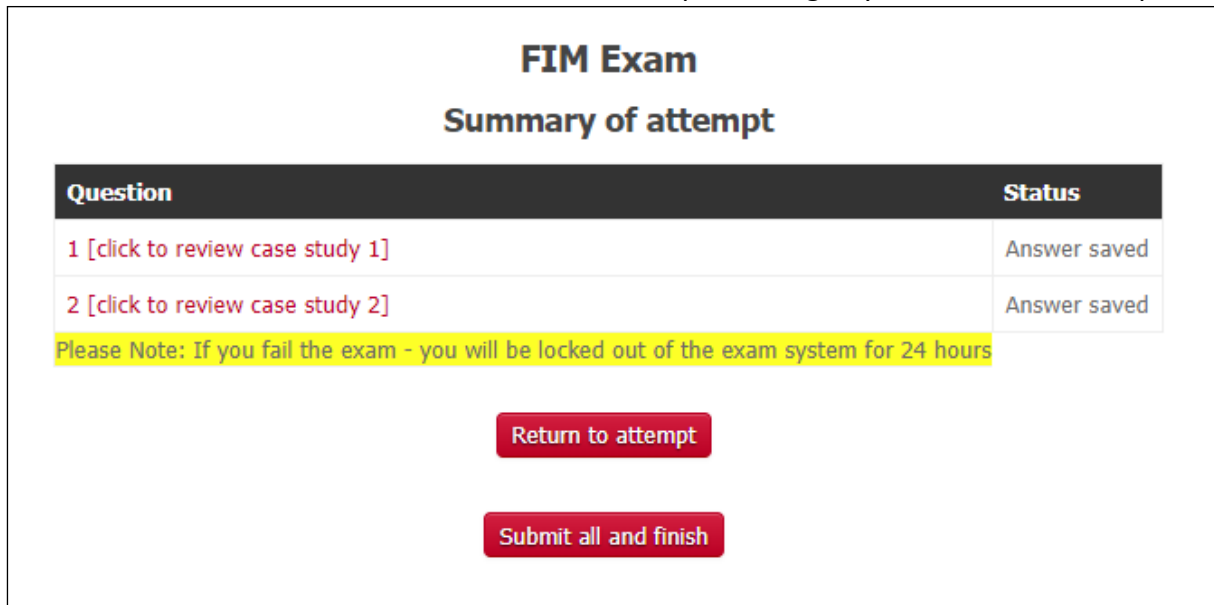 FIM Exam
Summary of attempt
Question Status
1 [click to review case study 1] Answer saved
2 [click to review case study 2] Answer saved
Please Note: If you fail the exam - you will be locked out of the exam system for 24 hours
Return to attempt
Submit all and finish